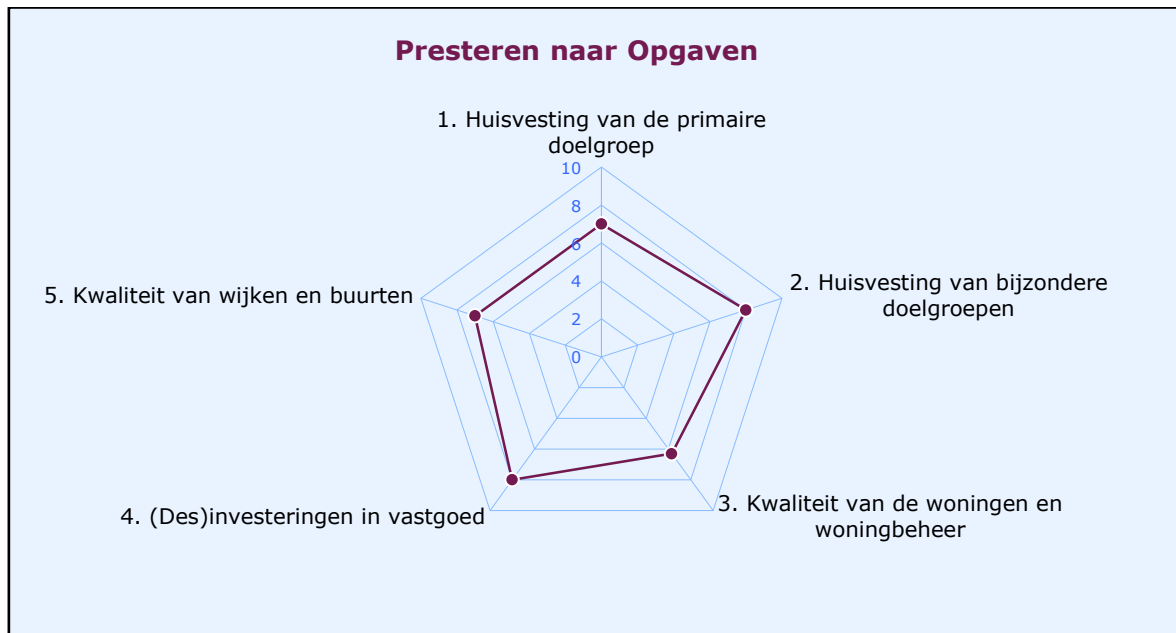 Presteren naar Opgaven
1. Huisvesting van de primaire
doelgroep
10
8
6
4
2
0
2. Huisvesting van bijzondere
doelgroepen
3. Kwaliteit van de woningen en
woningbeheer
4. (Des)investeringen in vastgoed
5. Kwaliteit van wijken en buurten